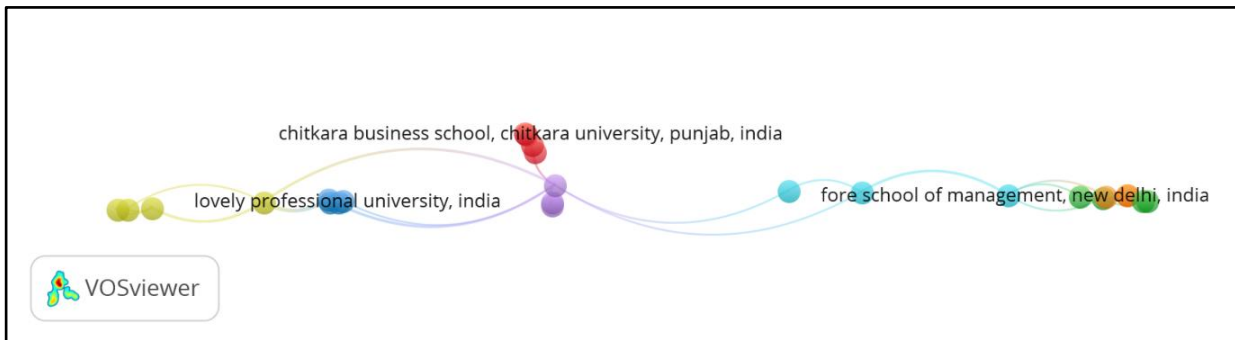 chitkara business school, chitkara university, punjab, india
lovely professional university, india
fore school of management, new delhi, india
VOSviewer